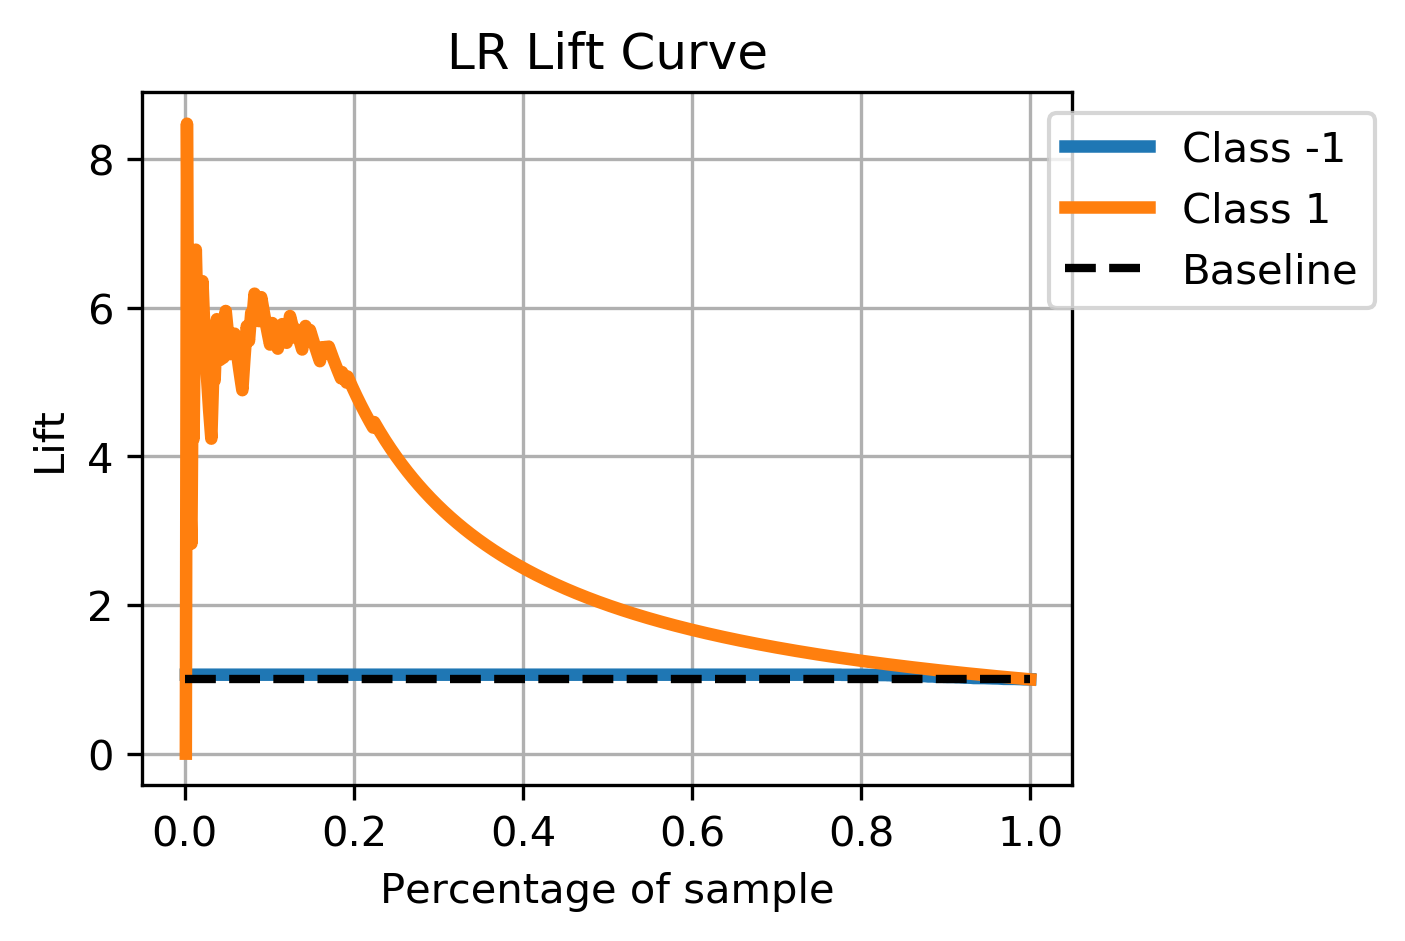 LR Lift Curve
Class -1
Class 1
Baseline
Lift
8
6
4
2
0
0.0 0.2 0.4 0.6 0.8 1.0
Percentage of sample